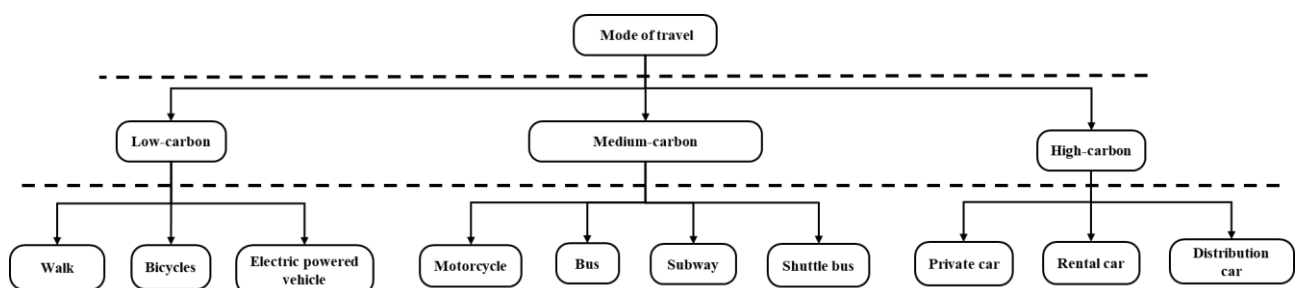 Mode of travel
Low-carbon
Medium-carbon
High-carbon
Walk
Bicycles
Electric powered
vehicle
Motorcycle
Bus
Subway
Shuttle bus
Private car
Rental car
Distribution
car